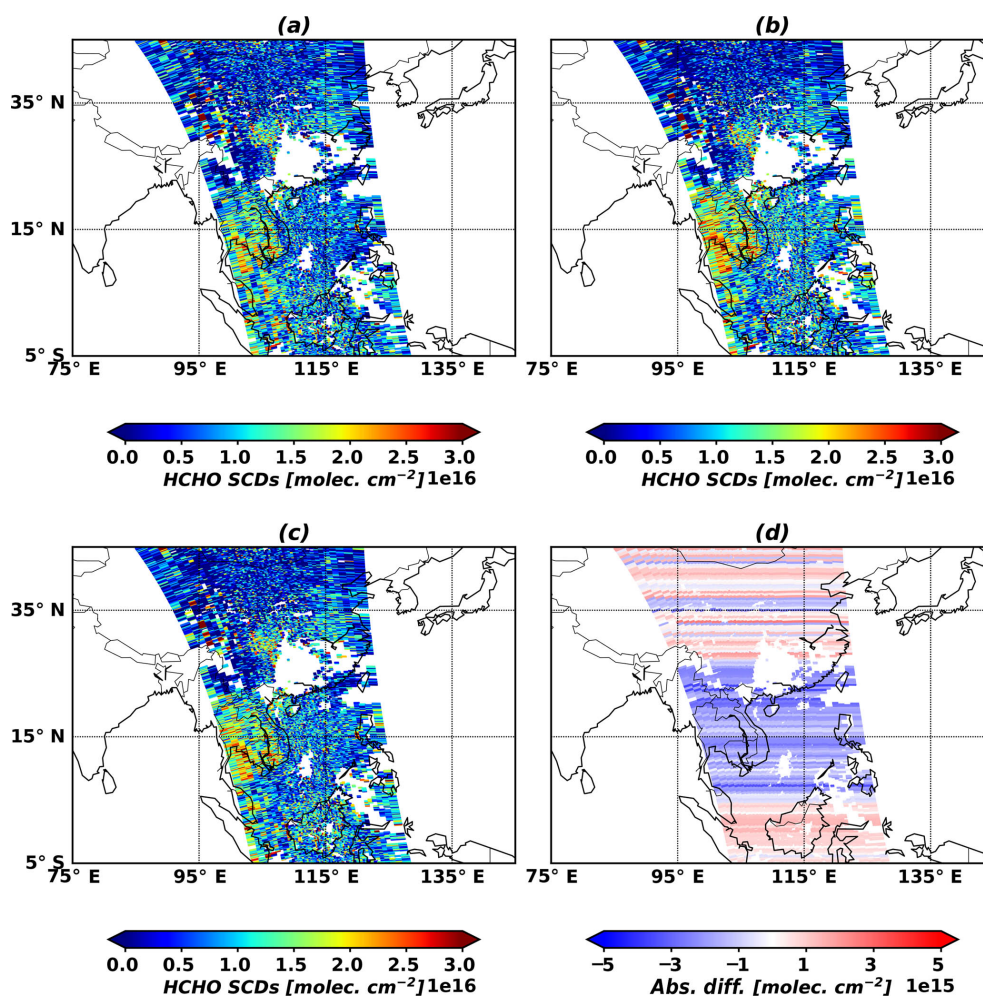 (a)
(b)
35° N
15° N
5° S
75° E
95° E
115° E
135° E
75° E
95° E
115° E
135° E
0.0 0.5 1.0 1.5 2.0 2.5 3.0
HCHO SCDs [molec. cm⁻²] 1e16
0.0 0.5 1.0 1.5 2.0 2.5 3.0
HCHO SCDs [molec. cm⁻²] 1e16
(c)
(d)
35° N
15° N
5° S
75° E
95° E
115° E
135° E
75° E
95° E
115° E
135° E
0.0 0.5 1.0 1.5 2.0 2.5 3.0
HCHO SCDs [molec. cm⁻²] 1e16
−5 −3 −1 1 3 5
Abs. diff. [molec. cm⁻²] 1e15